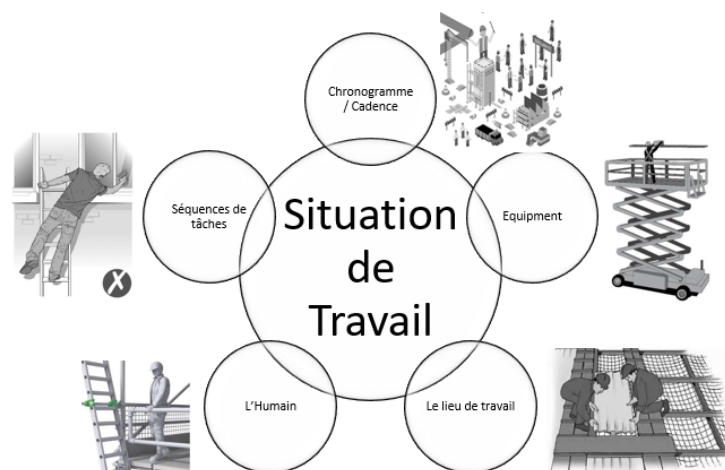 Chronogramme
/ Cadence
Séquences de
tâches
Situation
de
Travail
Equipment
L'Humain
Le lieu de travail
X